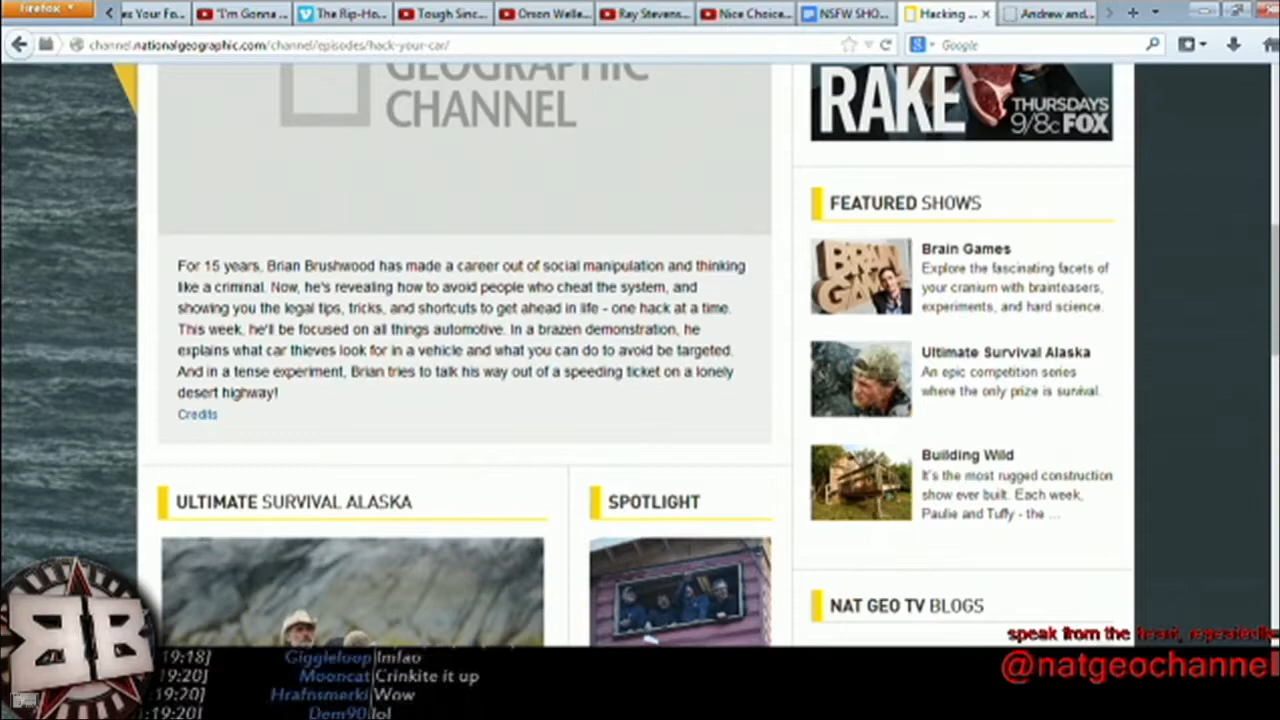 Firefox
es Your Fo...
"I'm Gonna ...
The Rip-Ho...
Tough Sinc...
Orson Welle...
Ray Stevens...
Nice Choice...
NSFW SHO...
Hacking ...
Andrew and...
channel.nationalgeographic.com/channel/episodes/hack-your-car/
Google
GEOGRAPHIC
CHANNEL
RAKE
THURSDAYS
9/8c FOX
For 15 years, Brian Brushwood has made a career out of social manipulation and thinking
like a criminal. Now, he's revealing how to avoid people who cheat the system, and
showing you the legal tips, tricks, and shortcuts to get ahead in life - one hack at a time.
This week, he'll be focused on all things automotive. In a brazen demonstration, he
explains what car thieves look for in a vehicle and what you can do to avoid be targeted.
And in a tense experiment, Brian tries to talk his way out of a speeding ticket on a lonely
desert highway!
Credits
FEATURED SHOWS
BRAIN
GAMES
Brain Games
Explore the fascinating facets of
your cranium with brainteasers,
experiments, and hard science.
Ultimate Survival Alaska
An epic competition series
where the only prize is survival.
Building Wild
It's the most rugged construction
show ever built. Each week,
Paulie and Tuffy - the ...
ULTIMATE SURVIVAL ALASKA
SPOTLIGHT
NAT GEO TV BLOGS
BB
19:18] Giggleloop lmfao
19:20] Mooncat Crinkite it up
19:20] Hrafnsmerki Wow
19:20] Dem90 lol
speak from the heart, repeatedly
@natgeochannel